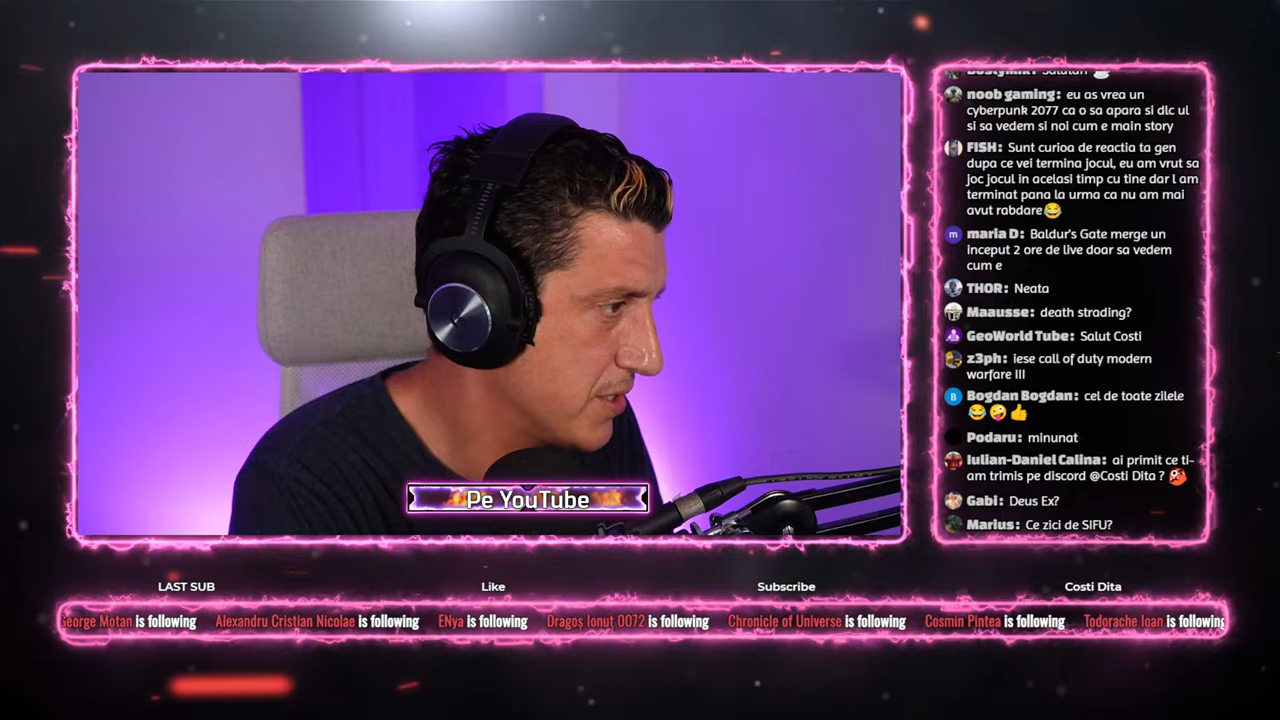 Salutari
noob gaming: eu as vrea un
cyberpunk 2077 ca o sa apara si dlc ul
si sa vedem si noi cum e main story
FISH: Sunt curioa de reactia ta gen
dupa ce vei termina jocul, eu am vrut sa
joc jocul in acelasi timp cu tine dar l am
terminat pana la urma ca nu am mai
avut rabdare😂
m
maria D: Baldur's Gate merge un
inceput 2 ore de live doar sa vedem
cum e
THOR: Neata
Maausse: death strading?
GeoWorld Tube: Salut Costi
z3ph: iese call of duty modern
warfare III
B
Bogdan Bogdan: cel de toate zilele
😂🤪👍
Podaru: minunat
Iulian-Daniel Calina: ai primit ce ti-
am trimis pe discord @Costi Dita ?
Gabi: Deus Ex?
Marius: Ce zici de SIFU?
Pe YouTube
LAST SUB
Like
Subscribe
Costi Dita
George Motan is following Alexandru Cristian Nicolae is following ENya is following Dragoș Ionuț 0072 is following Chronicle of Universe is following Cosmin Pintea is following Todorache Ioan is following